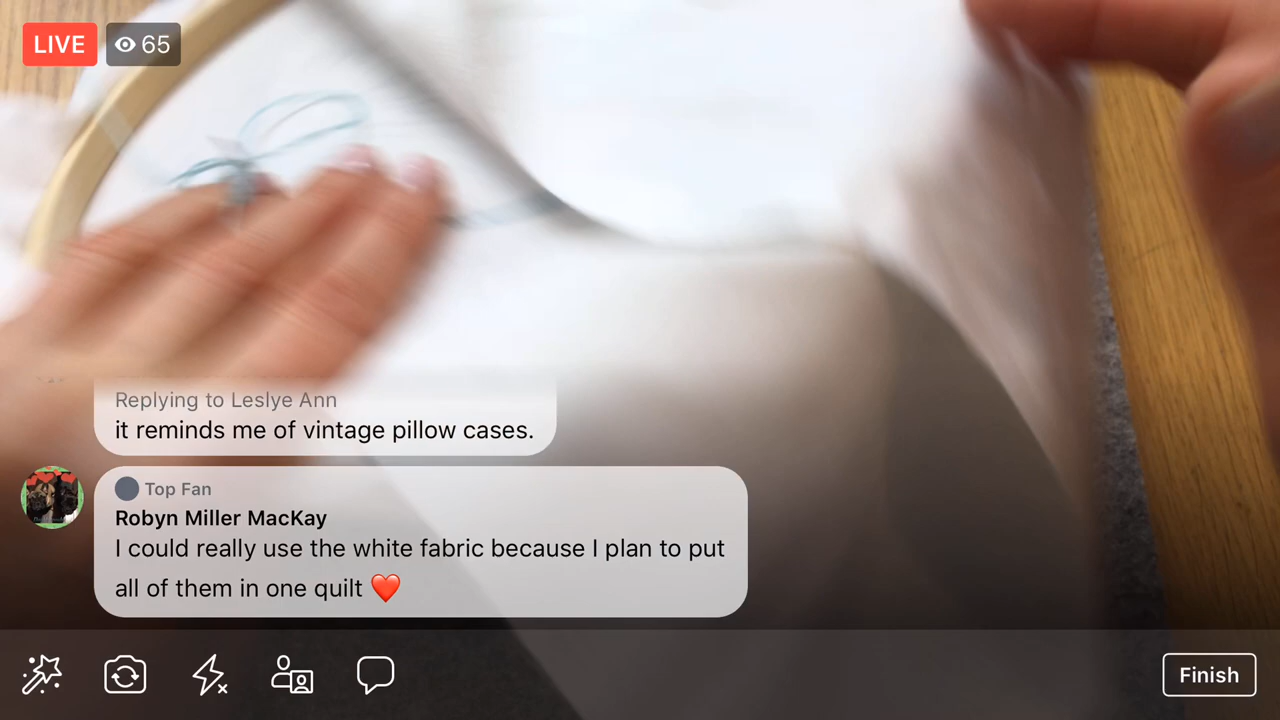 LIVE
65
Replying to Leslye Ann
it reminds me of vintage pillow cases.
Top Fan
Robyn Miller MacKay
I could really use the white fabric because I plan to put
all of them in one quilt ❤️
Finish